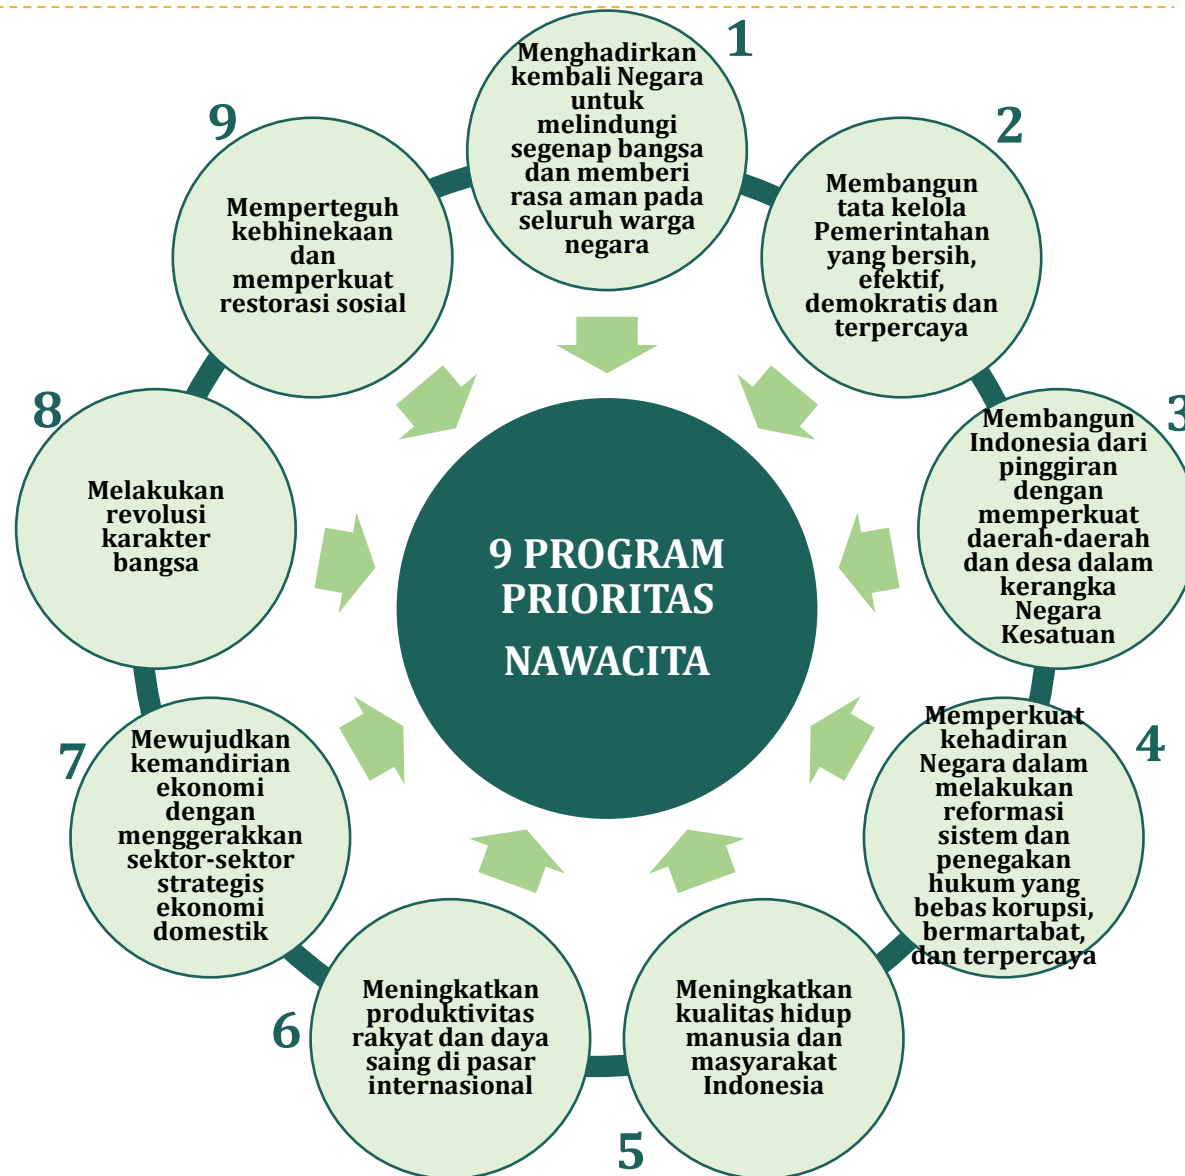 9 PROGRAM
PRIORITAS
NAWACITA
1
Menghadirkan
kembali Negara
untuk
melindungi
segenap bangsa
dan memberi
rasa aman pada
seluruh warga
negara
2
Membangun
tata kelola
Pemerintahan
yang bersih,
efektif,
demokratis dan
terpercaya
3
Membangun
Indonesia dari
pinggiran
dengan
memperkuat
daerah-daerah
dan desa dalam
kerangka
Negara
Kesatuan
4
Memperkuat
kehadiran
Negara dalam
melakukan
reformasi
sistem dan
penegakan
hukum yang
bebas korupsi,
bermartabat,
dan terpercaya
5
Meningkatkan
kualitas hidup
manusia dan
masyarakat
Indonesia
6
Meningkatkan
produktivitas
rakyat dan daya
saing di pasar
internasional
7
Mewujudkan
kemandirian
ekonomi
dengan
menggerakkan
sektor-sektor
strategis
ekonomi
domestik
8
Melakukan
revolusi
karakter
bangsa
9
Memperteguh
kebhinekaan
dan
memperkuat
restorasi sosial